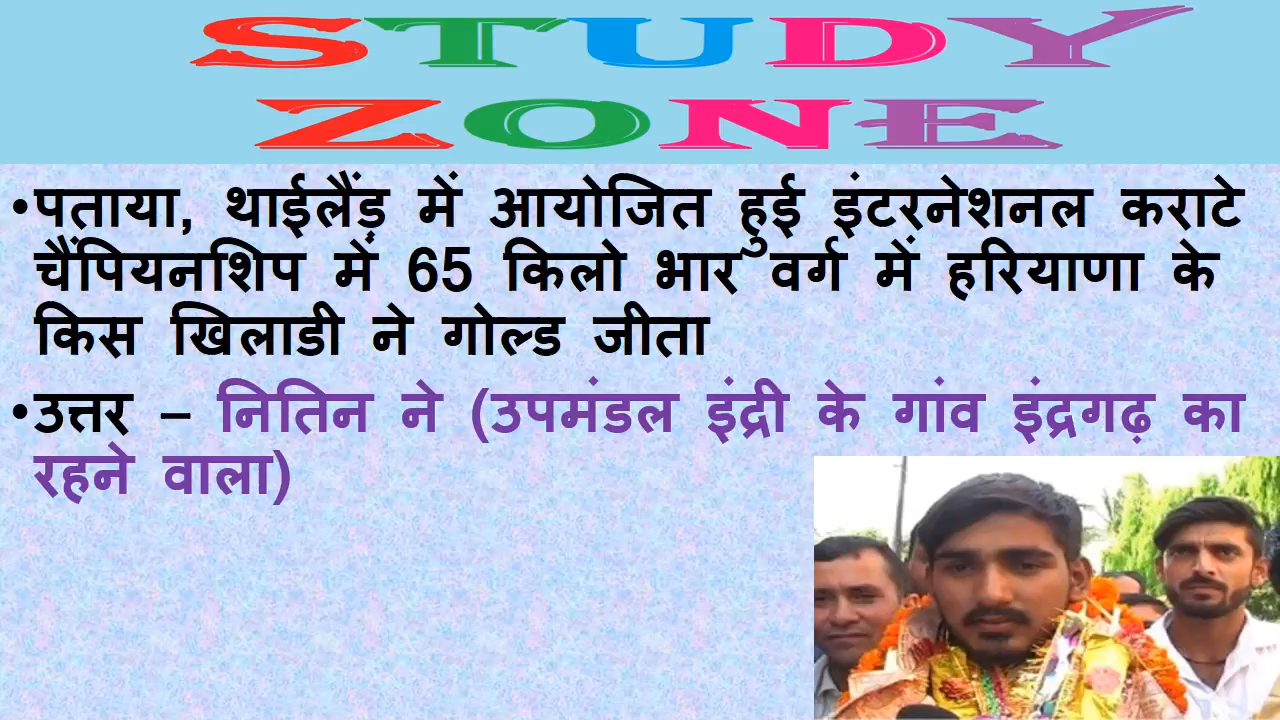 STUDY
ZONE
•पताया, थाईलैंड़ में आयोजित हुई इंटरनेशनल कराटे
चैंपियनशिप में 65 किलो भार वर्ग में हरियाणा के
किस खिलाडी ने गोल्ड जीता
•उत्तर – नितिन ने (उपमंडल इंद्री के गांव इंद्रगढ़ का
रहने वाला)